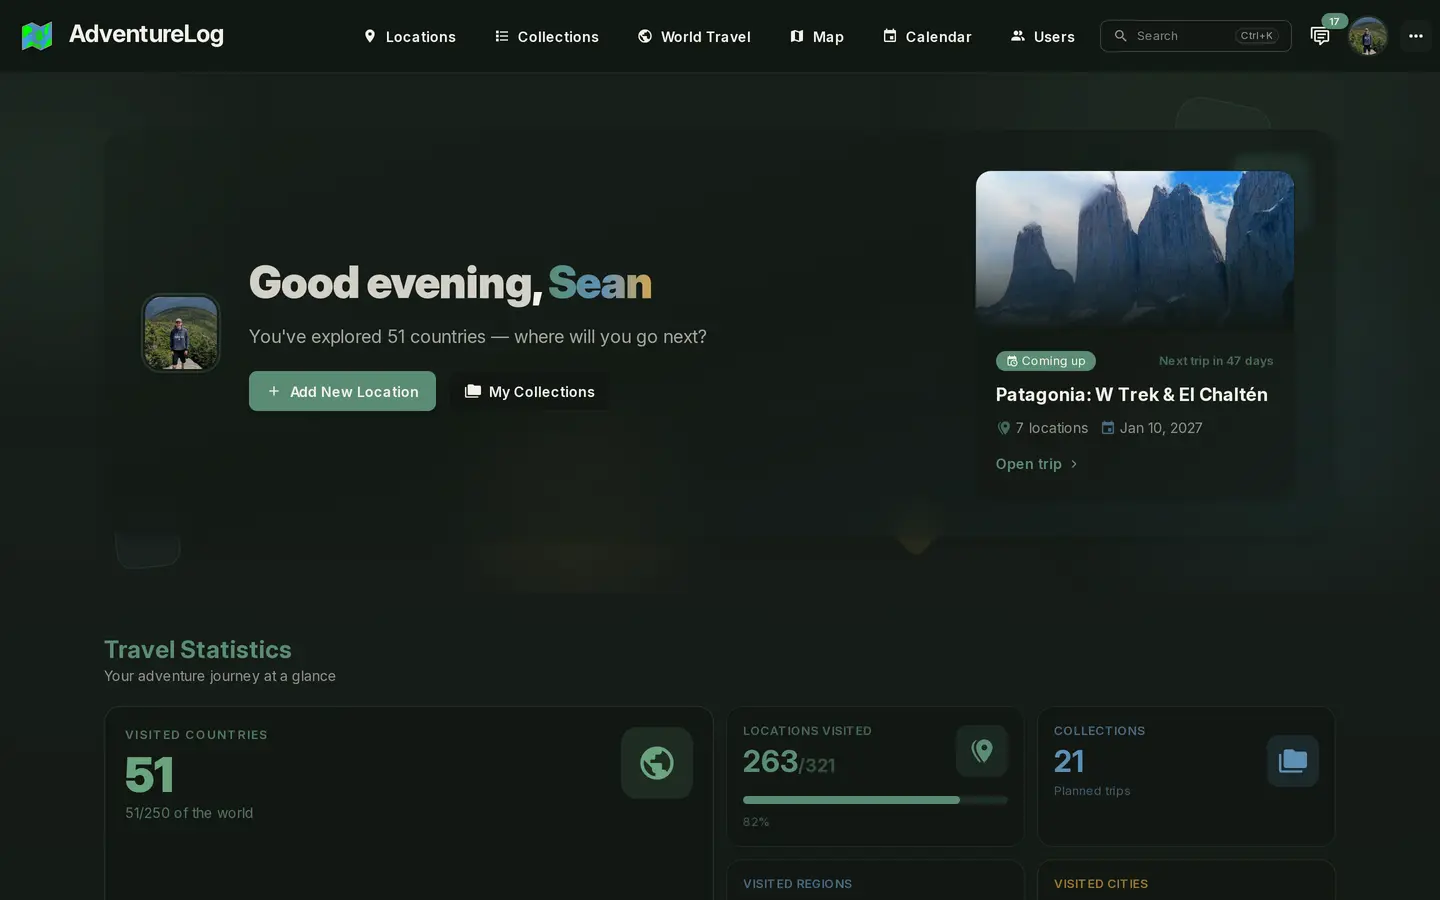 AdventureLog
Locations
Collections
World Travel
Map
Calendar
Users
Search
Ctrl+K
17
Good evening, Sean
You've explored 51 countries — where will you go next?
Add New Location
My Collections
Coming up
Next trip in 47 days
Patagonia: W Trek & El Chaltén
7 locations
Jan 10, 2027
Open trip
Travel Statistics
Your adventure journey at a glance
VISITED COUNTRIES
51
51/250 of the world
LOCATIONS VISITED
263/321
82%
COLLECTIONS
21
Planned trips
VISITED REGIONS
VISITED CITIES